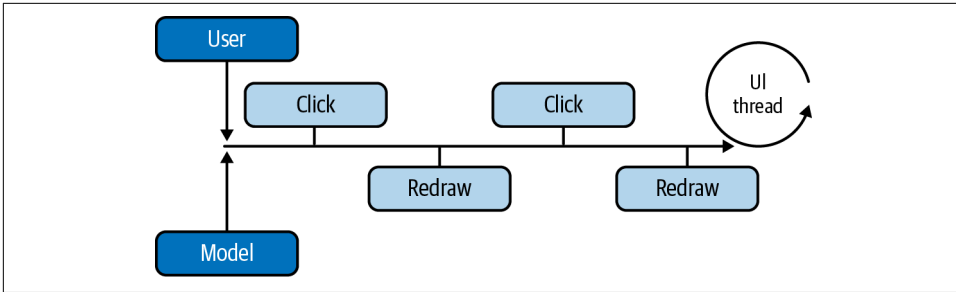 User
Click
Click
UI
thread
Redraw
Redraw
Model